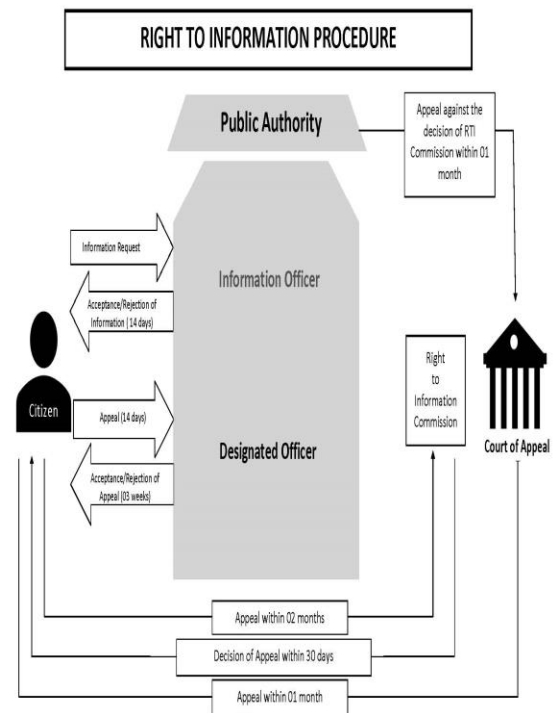 RIGHT TO INFORMATION PROCEDURE
Public Authority
Appeal against the
decision of RTI
Commission within 01
month
Information Request
Information Officer
Acceptance/Rejection of
Information ( 14 days)
Citizen
Appeal (14 days)
Designated Officer
Acceptance/Rejection of
Appeal (03 weeks)
Right
to
Information
Commission
Court of Appeal
Appeal within 02 months
Decision of Appeal within 30 days
Appeal within 01 month